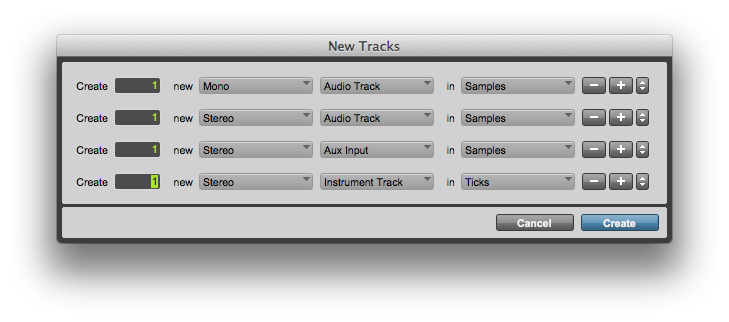 New Tracks
Create 1 new Mono Audio Track in Samples
Create 1 new Stereo Audio Track in Samples
Create 1 new Stereo Aux Input in Samples
Create 1 new Stereo Instrument Track in Ticks
Cancel Create